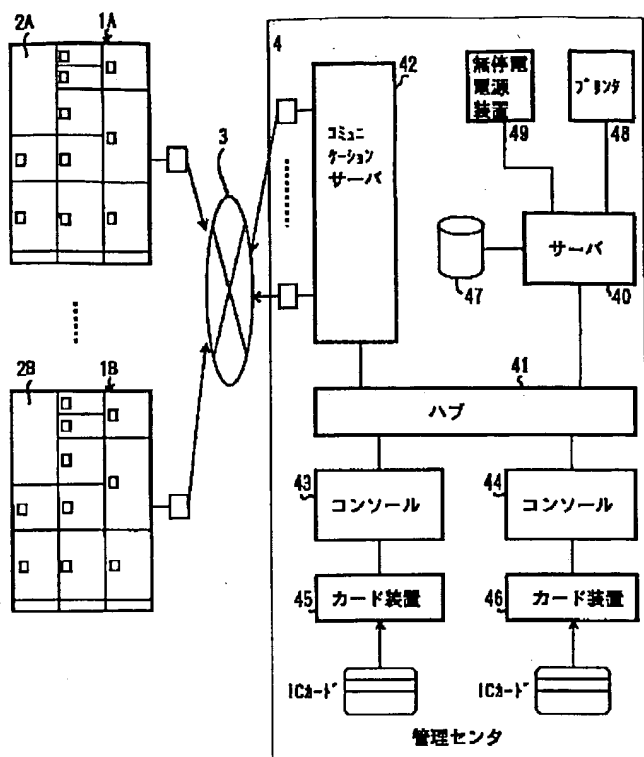 2A
1A
4
42
コミュニ
ケーション
サーバ
無停電
電源
装置
49
プリンタ
48
3
サーバ
47
40
2B
1B
41
ハブ
43
コンソール
44
コンソール
45
カード装置
46
カード装置
ICカード
ICカード
管理センタ